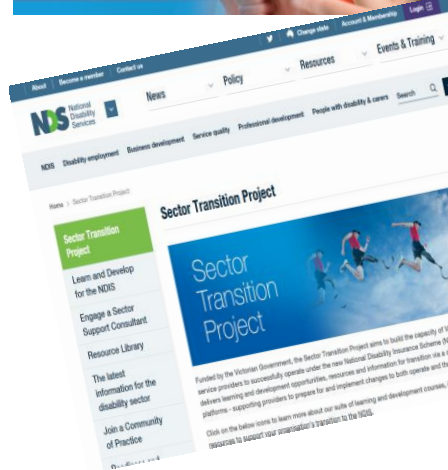 Change state
Account & Membership
Login
About
Become a member
Contact us
NDS
National
Disability
Services
News
Policy
Resources
Events & Training
NDIS
Disability employment
Business development
Service quality
Professional development
People with disability & carers
Search
Home > Sector Transition Project
Sector Transition
Project
Learn and Develop
for the NDIS
Engage a Sector
Support Consultant
Resource Library
The latest
information for the
disability sector
Join a Community
of Practice
Sector Transition Project
Sector
Transition
Project
Funded by the Victorian Government, the Sector Transition Project aims to build the capacity of
service providers to successfully operate under the new National Disability Insurance Scheme
delivers learning and development opportunities, resources and information for transition via a
platforms - supporting providers to prepare for and implement changes to both operate and
Click on the below icons to learn more about our suite of learning and development courses,
resources to support your organisation's transition to the NDIS.